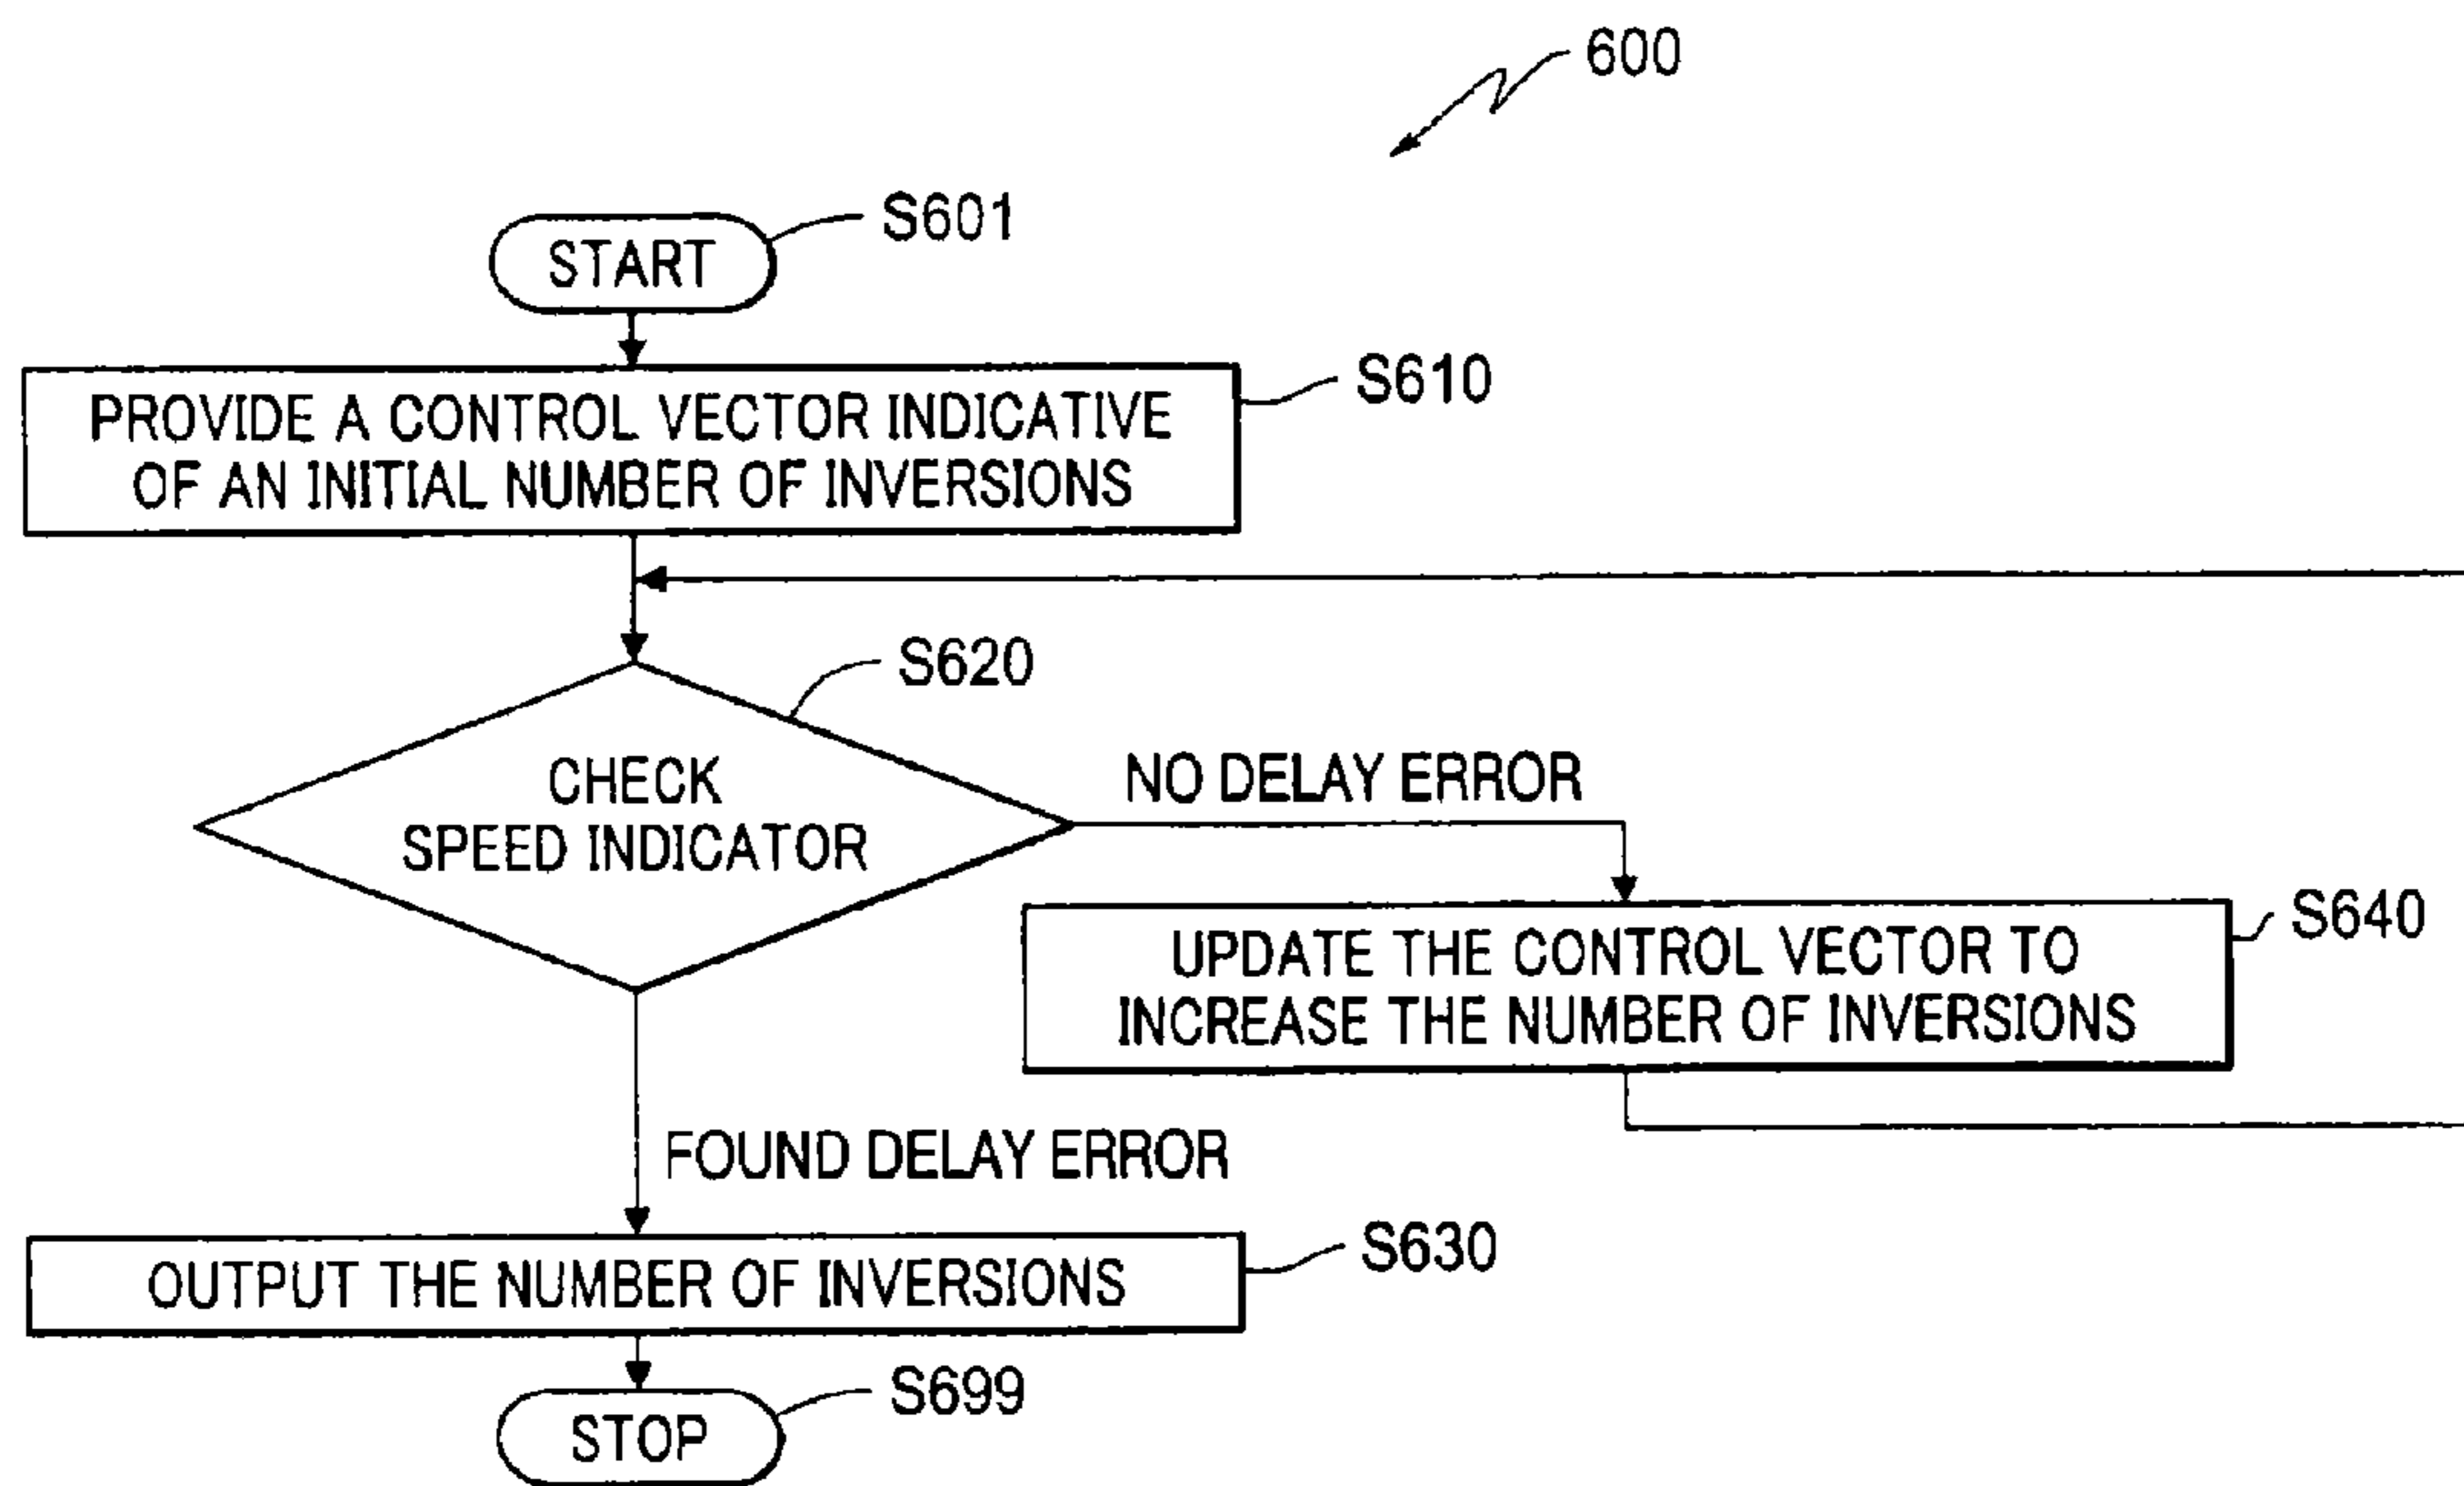 600
S601
START
S610
PROVIDE A CONTROL VECTOR INDICATIVE
OF AN INITIAL NUMBER OF INVERSIONS
S620
CHECK
SPEED INDICATOR
NO DELAY ERROR
S640
UPDATE THE CONTROL VECTOR TO
INCREASE THE NUMBER OF INVERSIONS
FOUND DELAY ERROR
S630
OUTPUT THE NUMBER OF INVERSIONS
S699
STOP